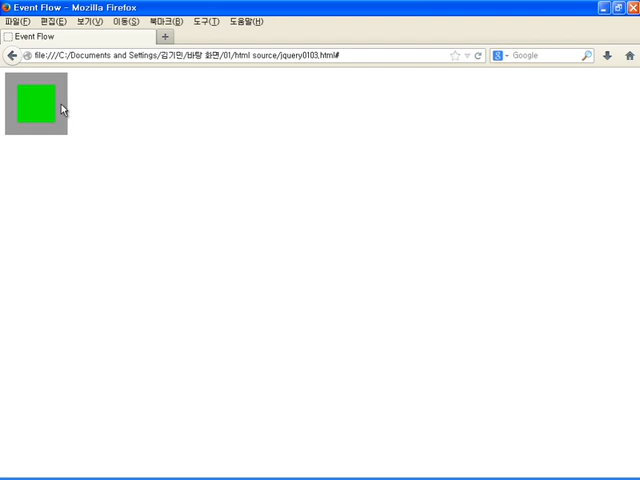 Event Flow - Mozilla Firefox
파일(F) 편집(E) 보기(V) 이동(S) 북마크(B) 도구(T) 도움말(H)
Event Flow
file:///C:/Documents and Settings/김기민/바탕 화면/01/html source/jquery0103.html# Google